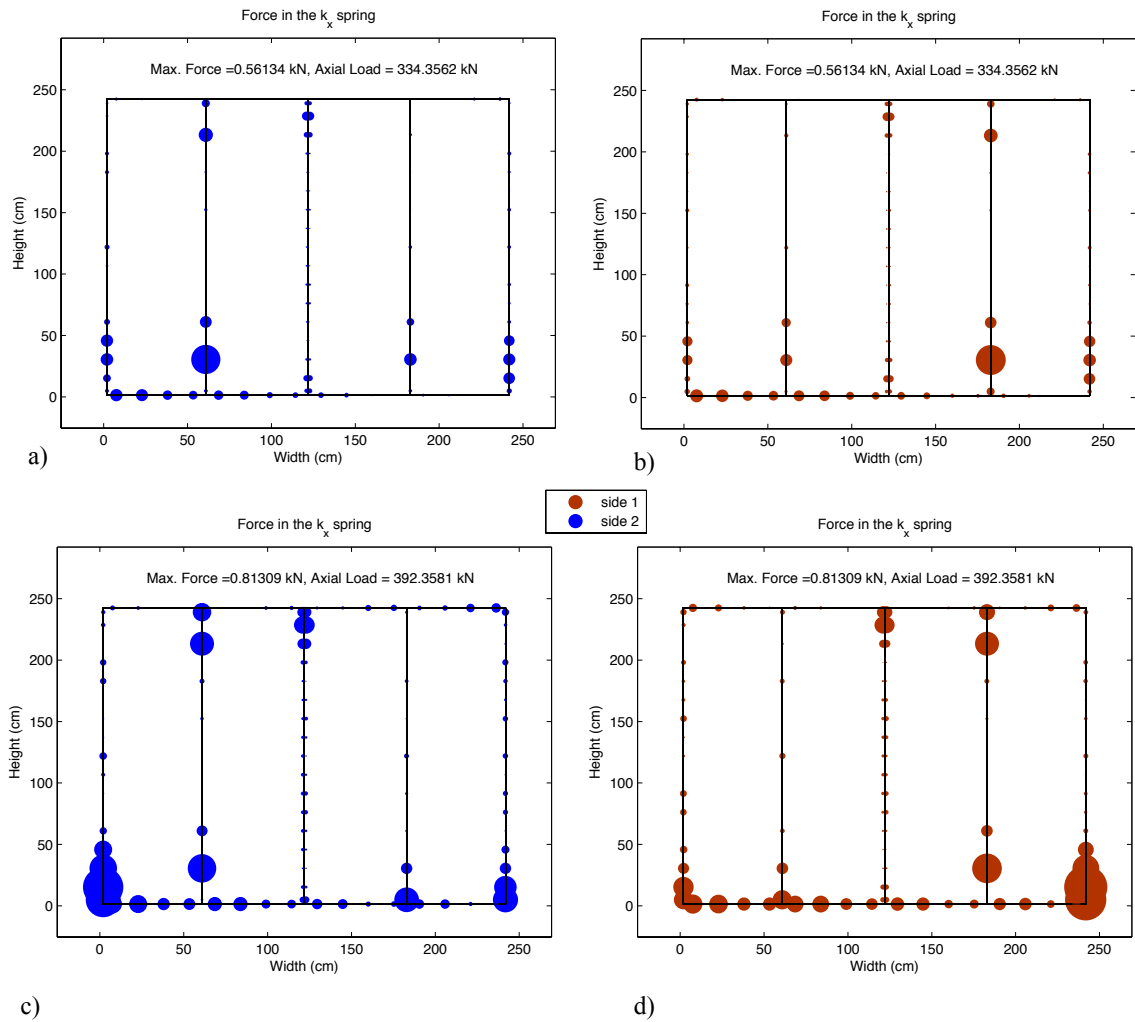 Force in the k_x spring
Max. Force =0.56134 kN, Axial Load = 334.3562 kN
250
200
150
100
50
0
Height (cm)
0 50 100 150 200 250
Width (cm)
a)
Force in the k_x spring
Max. Force =0.56134 kN, Axial Load = 334.3562 kN
250
200
150
100
50
0
Height (cm)
0 50 100 150 200 250
Width (cm)
b)
side 1
side 2
Force in the k_x spring
Max. Force =0.81309 kN, Axial Load = 392.3581 kN
250
200
150
100
50
0
Height (cm)
0 50 100 150 200 250
Width (cm)
c)
Force in the k_x spring
Max. Force =0.81309 kN, Axial Load = 392.3581 kN
250
200
150
100
50
0
Height (cm)
0 50 100 150 200 250
Width (cm)
d)